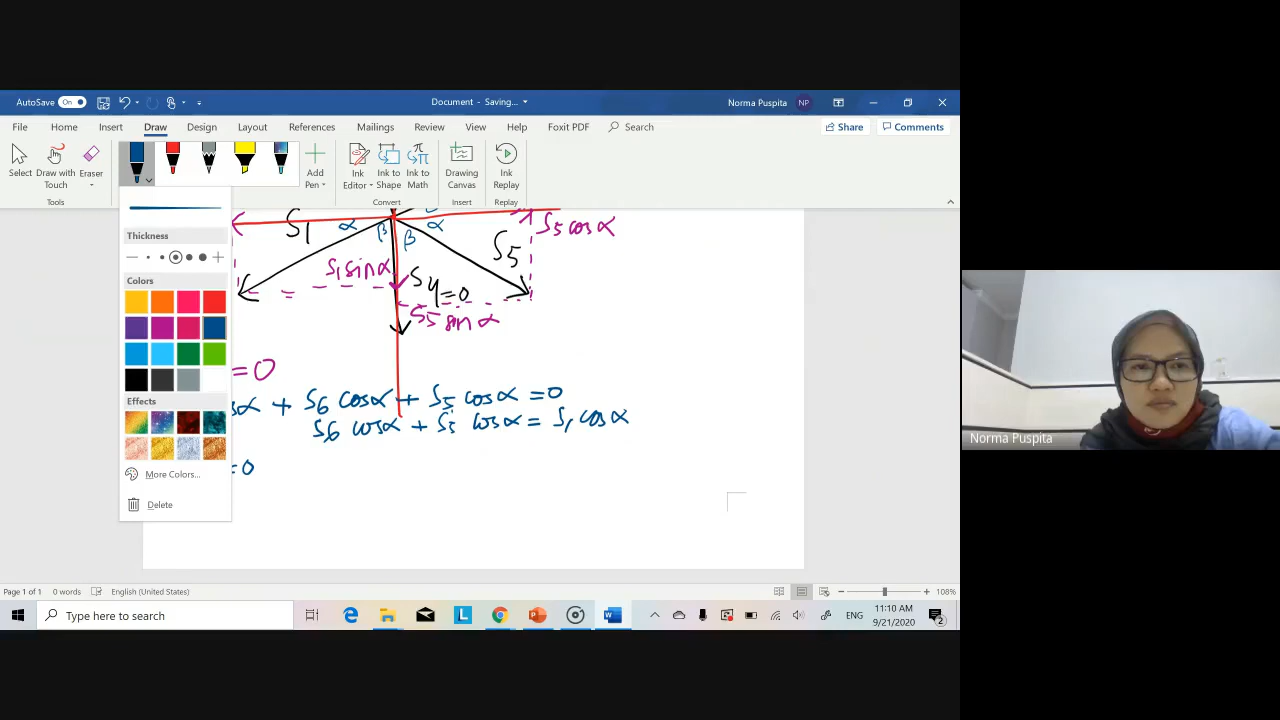 AutoSave On
Document - Saving...
Norma Puspita NP
File Home Insert Draw Design Layout References Mailings Review View Help Foxit PDF Search
Share Comments
Select
Draw with Touch
Eraser
Add Pen
Ink Editor
Ink to Shape
Ink to Math
Drawing Canvas
Ink Replay
Tools Convert Insert Replay
Thickness
Colors
Effects
More Colors...
Delete
S1 α β β α S5 cos α
S5
S1 sin α
S4=0
S5 sin α
=0
α + S6 cos α + S5 cos α =0
S6 cos α + S5 cos α = S1 cos α
=0
Norma Puspita
Page 1 of 1 0 words English (United States) 108%
Type here to search
ENG
11:10 AM
9/21/2020
2